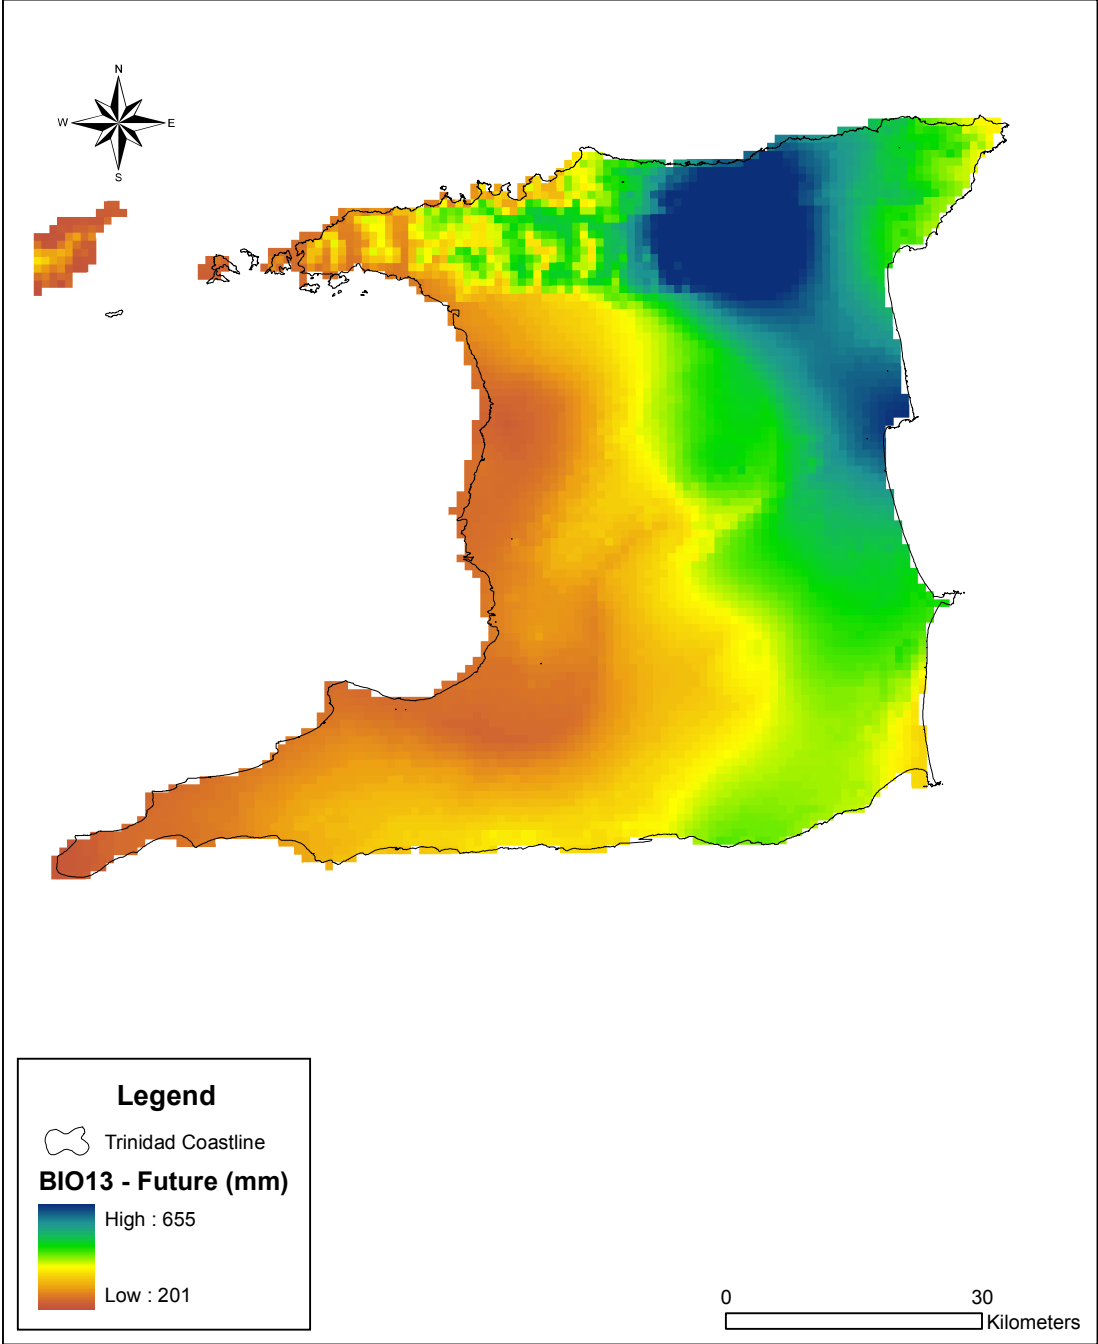 N
W E
S
Legend
Trinidad Coastline
BIO13 - Future (mm)
High : 655
Low : 201
0 30
Kilometers